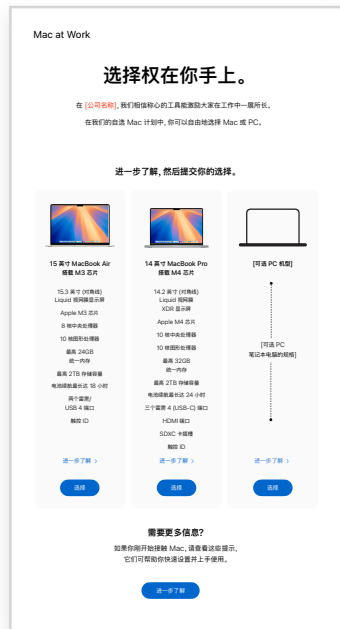 Mac at Work
选择权在你手上。
在 [公司名称]，我们相信称心的工具能激励大家在工作中一展所长。
在我们的自选 Mac 计划中，你可以自由地选择 Mac 或 PC。
进一步了解，然后提交你的选择。
15 英寸 MacBook Air
搭载 M3 芯片
15.3 英寸 (对角线)
Liquid 视网膜显示屏
Apple M3 芯片
8 核中央处理器
10 核图形处理器
最高 24GB
统一内存
最高 2TB 存储容量
电池续航最长达 18 小时
两个雷雳/
USB 4 端口
触控 ID
进一步了解 >
选择
14 英寸 MacBook Pro
搭载 M4 芯片
14.2 英寸 (对角线)
Liquid 视网膜
XDR 显示屏
Apple M4 芯片
10 核中央处理器
10 核图形处理器
最高 32GB
统一内存
最高 2TB 存储容量
电池续航最长达 24 小时
三个雷雳 4 (USB-C) 端口
HDMI 端口
SDXC 卡插槽
触控 ID
进一步了解 >
选择
[可选 PC 机型]
[可选 PC
笔记本电脑的规格]
进一步了解 >
选择
需要更多信息？
如果你刚开始接触 Mac，请查看这些提示，
它们可帮助你快速设置并上手使用。
进一步了解